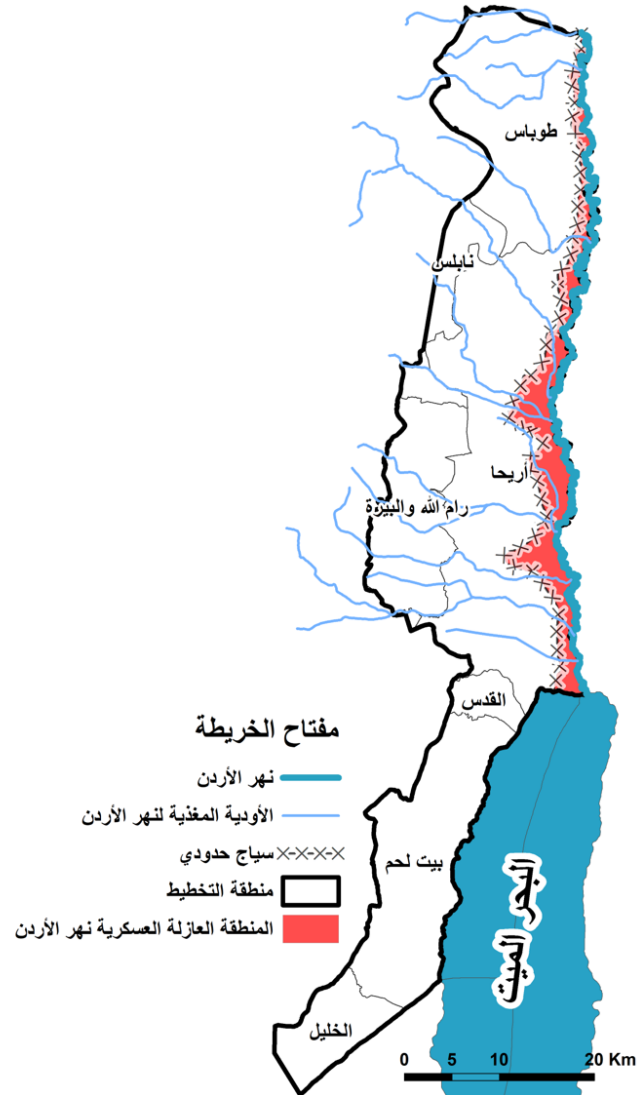 طوباس
نابلس
أريحا
رام الله والبيرة
القدس
مفتاح الخريطة
نهر الأردن
الأودية المغذية لنهر الأردن
سياج حدودي
منطقة التخطيط
المنطقة العازلة العسكرية نهر الأردن
بيت لحم
البحر الميت
الخليل
0 5 10 20 Km